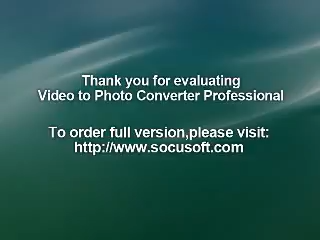 Thank you for evaluating
Video to Photo Converter Professional
To order full version,please visit:
http://www.socusoft.com